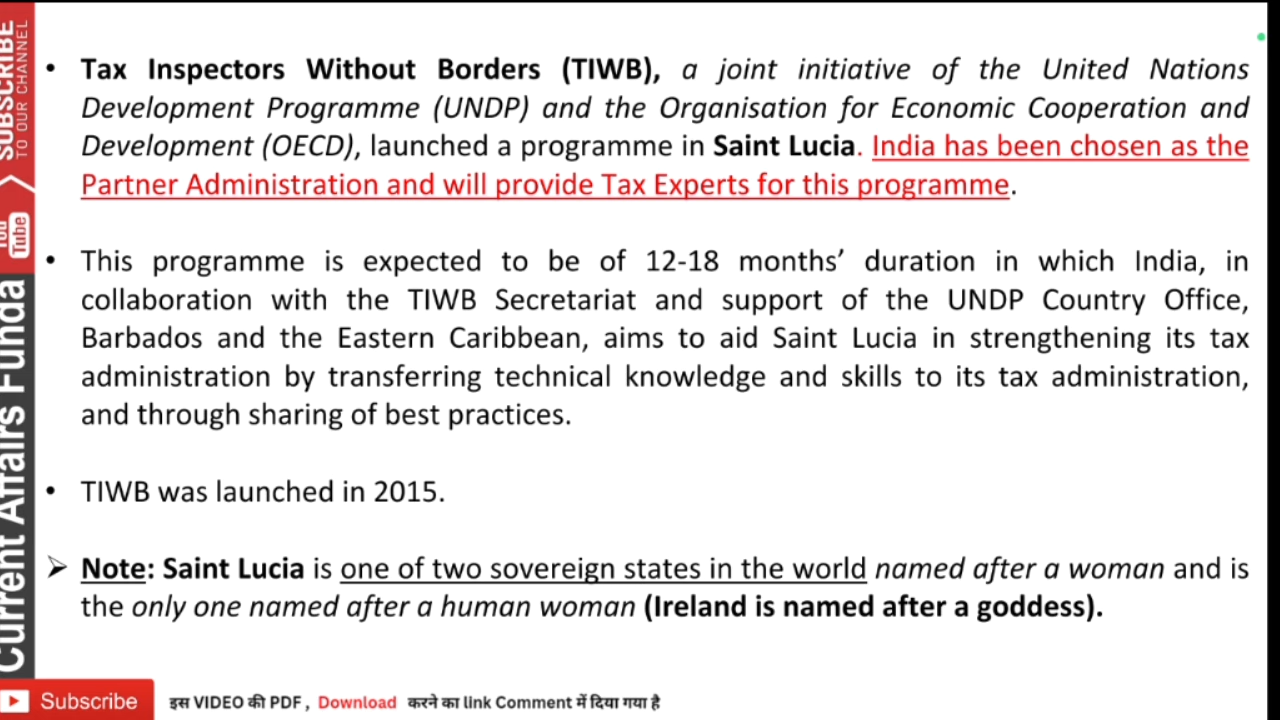 SUBSCRIBE
TO OUR CHANNEL
You
Tube
Current Affairs Funda
• Tax Inspectors Without Borders (TIWB), a joint initiative of the United Nations
Development Programme (UNDP) and the Organisation for Economic Cooperation and
Development (OECD), launched a programme in Saint Lucia. India has been chosen as the
Partner Administration and will provide Tax Experts for this programme.
• This programme is expected to be of 12-18 months’ duration in which India, in
collaboration with the TIWB Secretariat and support of the UNDP Country Office,
Barbados and the Eastern Caribbean, aims to aid Saint Lucia in strengthening its tax
administration by transferring technical knowledge and skills to its tax administration,
and through sharing of best practices.
• TIWB was launched in 2015.
➢ Note: Saint Lucia is one of two sovereign states in the world named after a woman and is
the only one named after a human woman (Ireland is named after a goddess).
Subscribe
इस VIDEO की PDF , Download करने का link Comment में दिया गया है